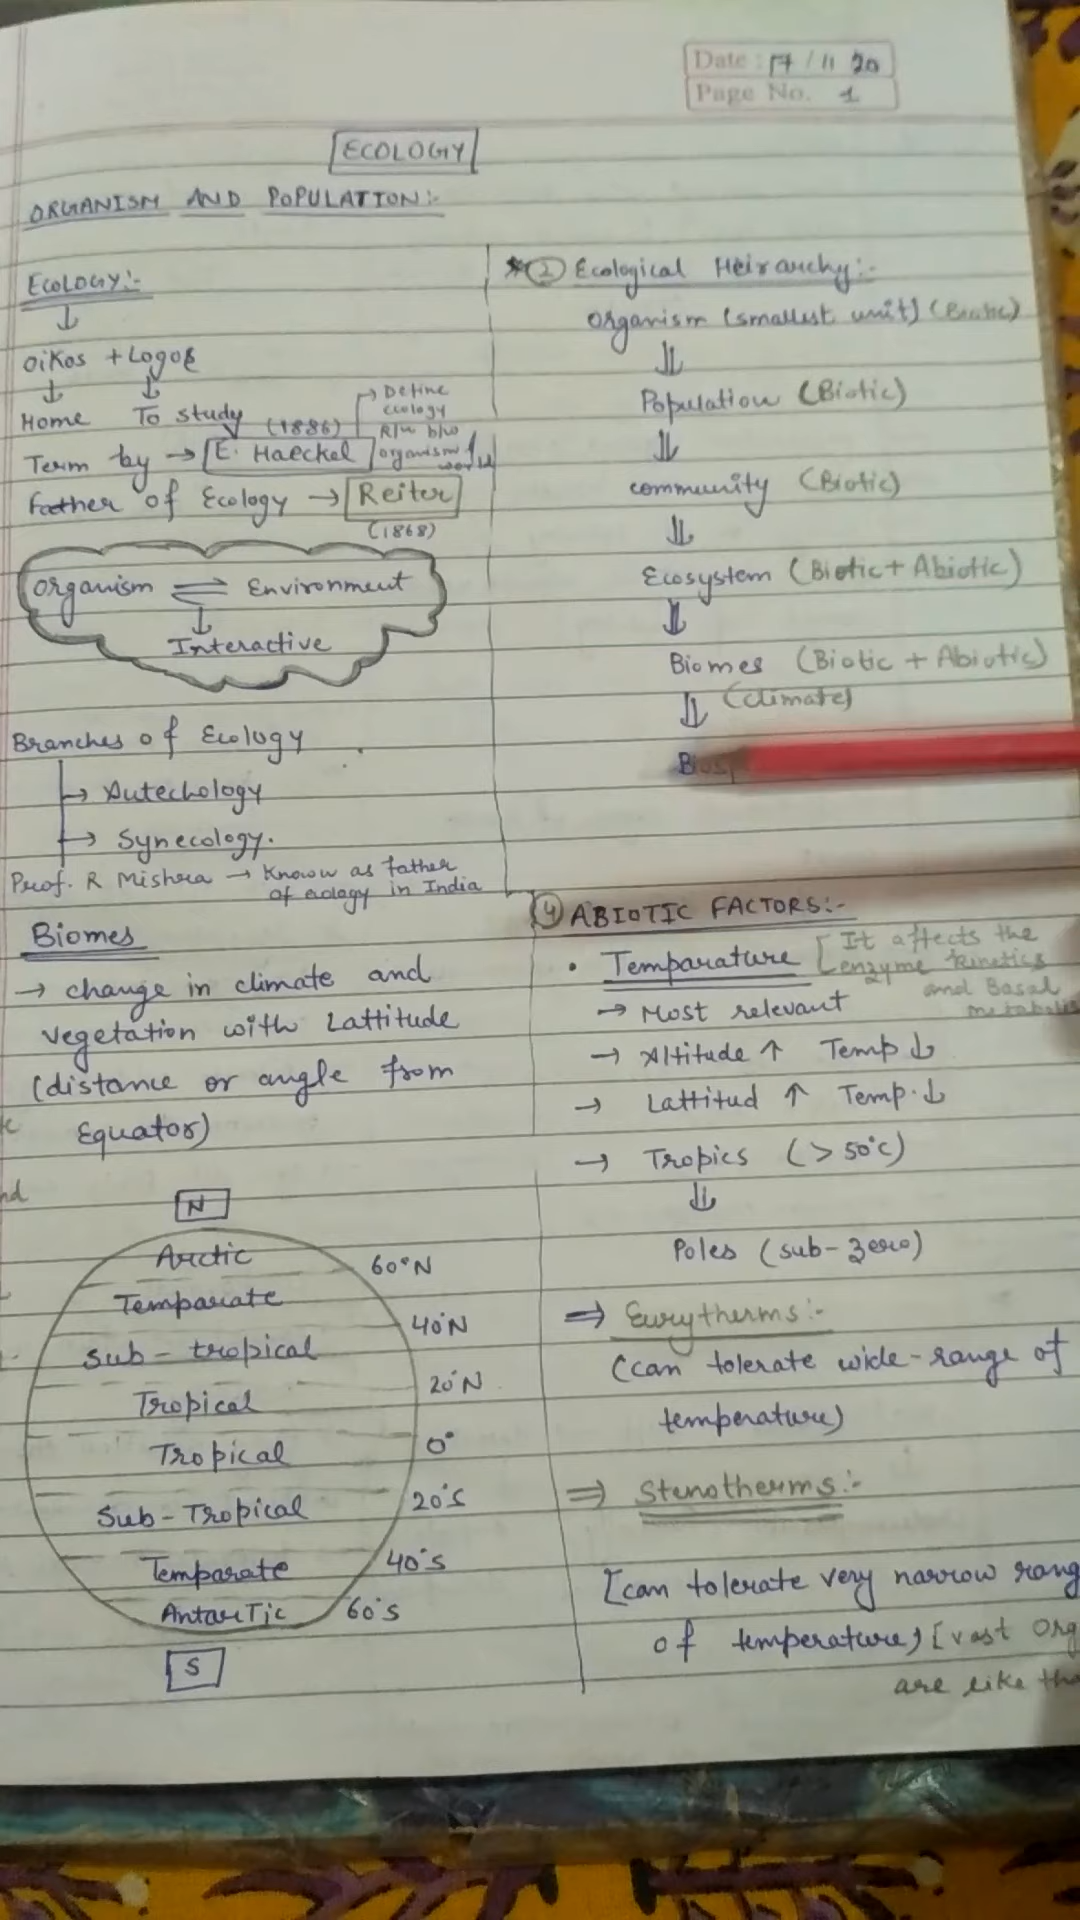 Date : 17 / 11 20
Page No. 1
ECOLOGY
ORGANISM AND POPULATION:-
ECOLOGY:-
Oikos + Logos
Home To study
(1886)
Define
ecology
R/w b/w
organism
world
Term by → E. Haeckel
Father of Ecology → Reiter
(1868)
Organism ⇌ Environment
Interactive
Branches of Ecology
→ Autechology
→ Synecology.
Prof. R Mishra → Known as father
of eology in India
* ② Ecological Heirarchy:-
Organism (smallest unit) (Biotic)
⇓
Population (Biotic)
⇓
community (Biotic)
⇓
Ecosystem (Biotic + Abiotic)
⇓
Biomes (Biotic + Abiotic)
⇓ (climate)
Bios
Biomes
→ change in climate and
vegetation with Lattitude
(distance or angle from
Equator)
N
Arctic 60°N
Temparate
40°N
Sub - tropical
20°N
Tropical
0°
Tropical
20°S
Sub - Tropical
40°S
Temparate
AntarTic 60°S
S
④ ABIOTIC FACTORS:-
• Temparature [It affects the
enzyme kinetics
and Basal
metabolis
→ Most relevant
→ Altitude ↑ Temp ↓
→ Lattitud ↑ Temp. ↓
→ Tropics (> 50°c)
⇓
Poles (sub-zero)
⇒ Eurytherms:-
(can tolerate wide-range of
temperature)
⇒ Stenotherms:-
[can tolerate very narrow rang
of temperature) [vast Org
are like tha